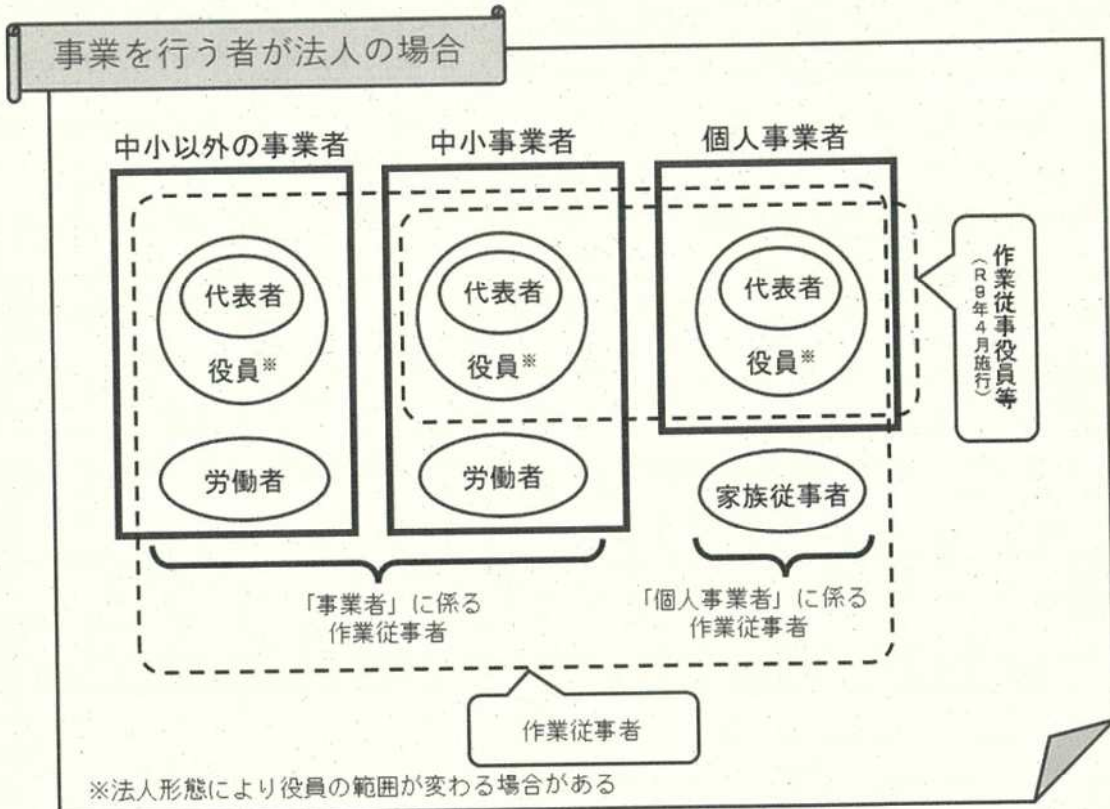 事業を行う者が法人の場合
中小以外の事業者
中小事業者
個人事業者
代表者
役員※
労働者
代表者
役員※
労働者
代表者
役員※
家族従事者
作業従事役員等
(R9年4月施行)
「事業者」に係る
作業従事者
「個人事業者」に係る
作業従事者
作業従事者
※法人形態により役員の範囲が変わる場合がある